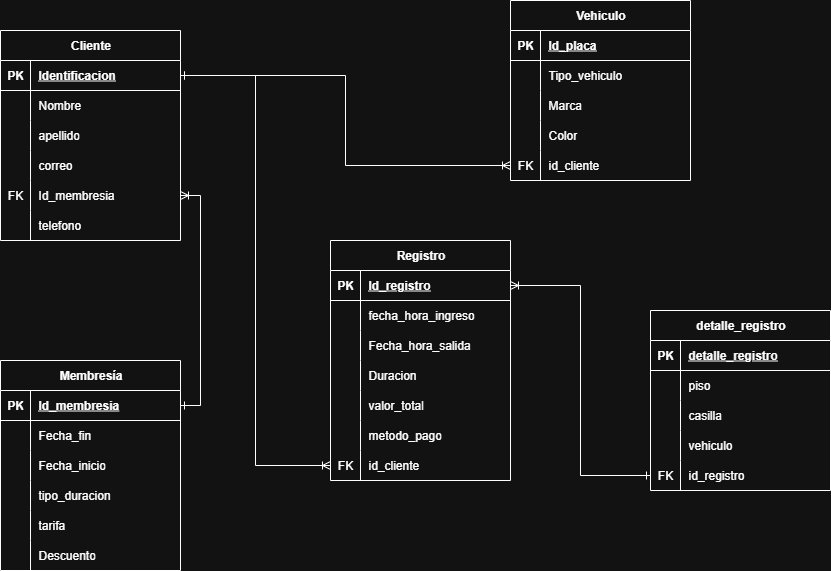 Cliente
PK Identificacion
Nombre
apellido
correo
FK Id_membresia
telefono
Vehiculo
PK Id_placa
Tipo_vehiculo
Marca
Color
FK id_cliente
Registro
PK Id_registro
fecha_hora_ingreso
Fecha_hora_salida
Duracion
valor_total
metodo_pago
FK id_cliente
detalle_registro
PK detalle_registro
piso
casilla
vehiculo
FK id_registro
Membresía
PK Id_membresia
Fecha_fin
Fecha_inicio
tipo_duracion
tarifa
Descuento